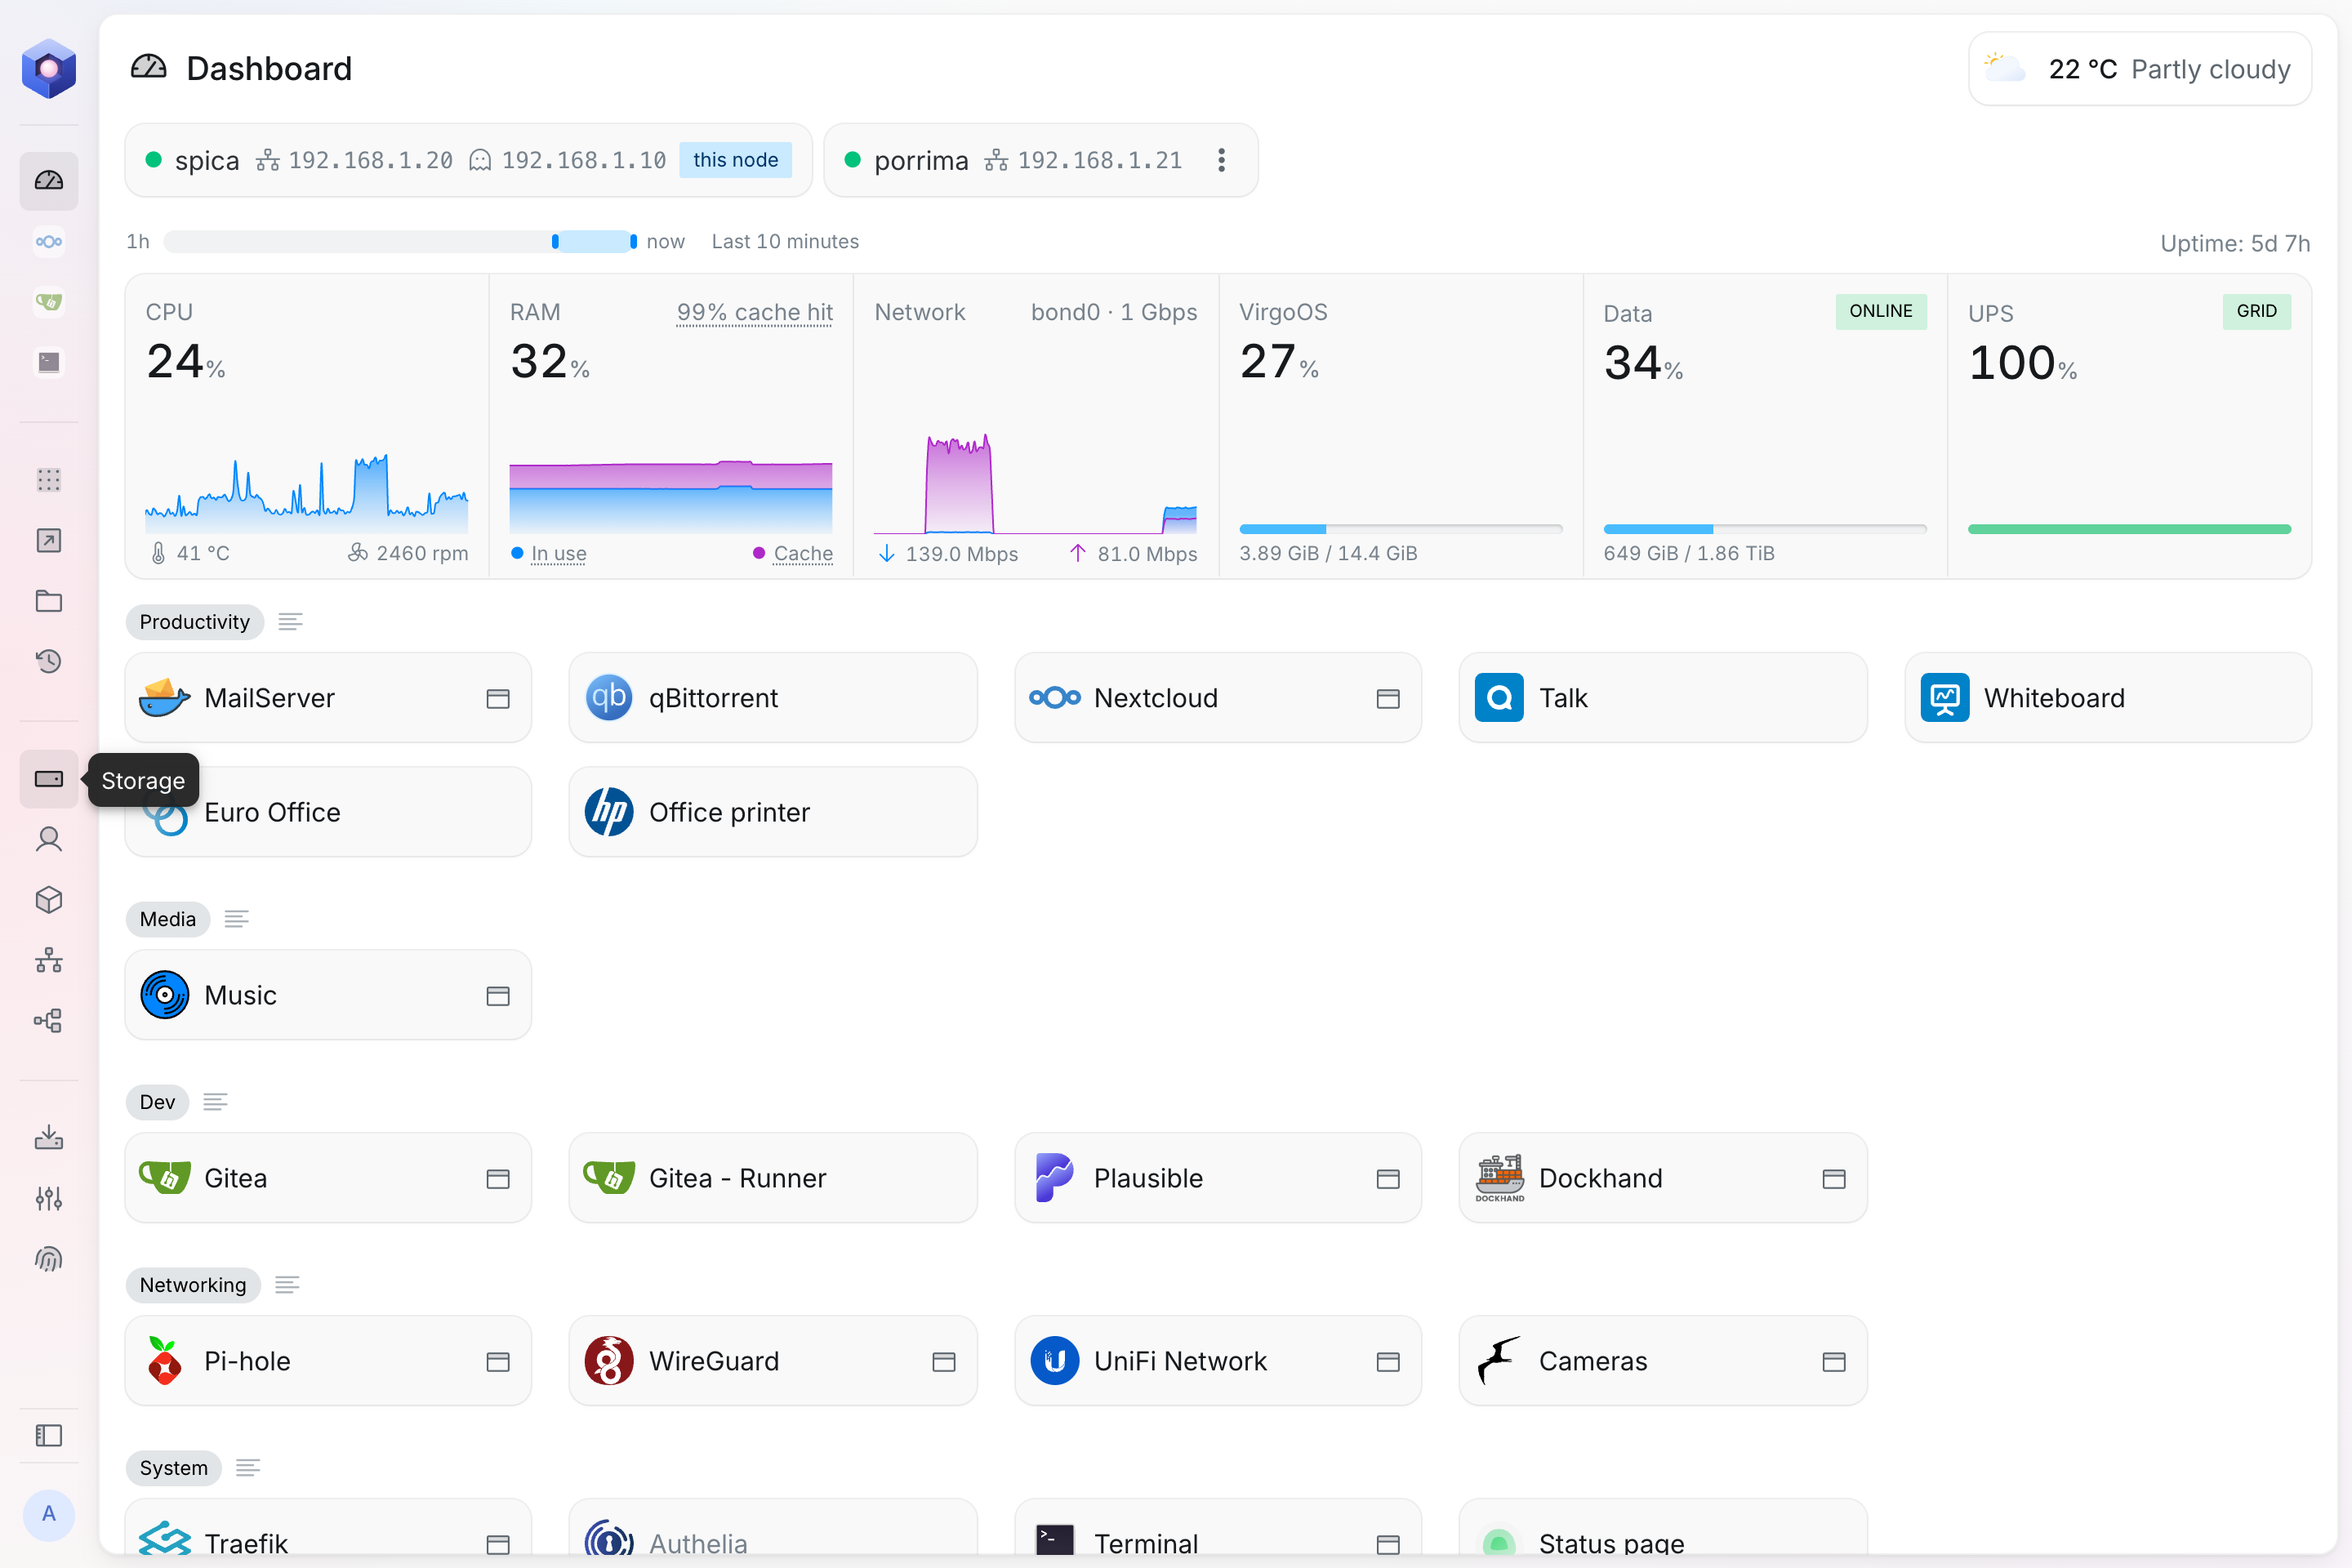 Dashboard
22 °C Partly cloudy
spica 192.168.1.20 192.168.1.10 this node
porrima 192.168.1.21
1h now Last 10 minutes
Uptime: 5d 7h
CPU
24%
41 °C 2460 rpm
RAM 99% cache hit
32%
In use Cache
Network bond0 · 1 Gbps
139.0 Mbps 81.0 Mbps
VirgoOS
27%
3.89 GiB / 14.4 GiB
Data ONLINE
34%
649 GiB / 1.86 TiB
UPS GRID
100%
Productivity
MailServer
qb qBittorrent
Nextcloud
Talk
Whiteboard
Storage
Euro Office
hp Office printer
Media
Music
Dev
Gitea
Gitea - Runner
Plausible
DOCKHAND Dockhand
Networking
Pi-hole
WireGuard
U UniFi Network
Cameras
System
Traefik
Authelia
>_ Terminal
Status page
A